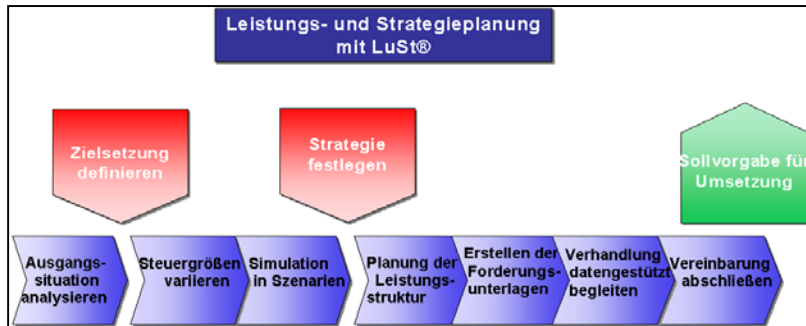 Leistungs- und Strategieplanung
mit LuSt®
Zielsetzung
definieren
Strategie
festlegen
Sollvorgabe für
Umsetzung
Ausgangs-
situation
analysieren
Steuergrößen
variieren
Simulation
in Szenarien
Planung der
Leistungs-
struktur
Erstellen der
Forderungs-
unterlagen
Verhandlung
datengestützt
begleiten
Vereinbarung
abschließen